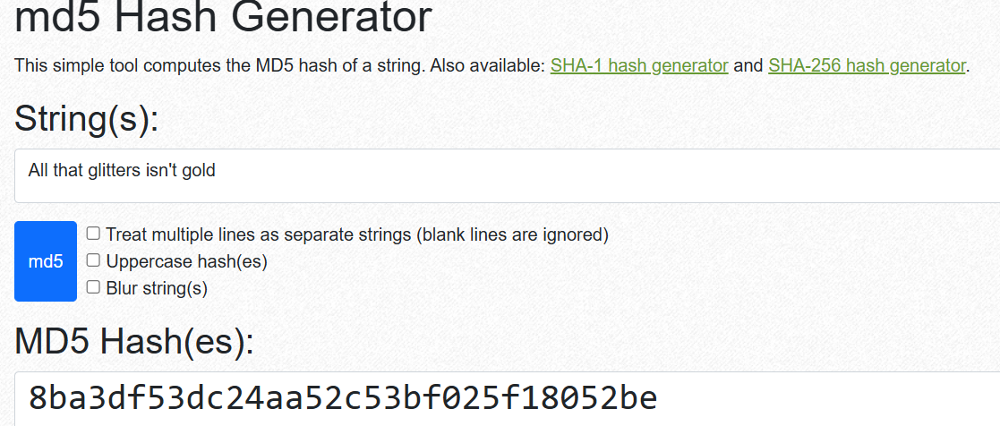 md5 Hash Generator
This simple tool computes the MD5 hash of a string. Also available: SHA-1 hash generator and SHA-256 hash generator.
String(s):
All that glitters isn't gold
md5
Treat multiple lines as separate strings (blank lines are ignored)
Uppercase hash(es)
Blur string(s)
MD5 Hash(es):
8ba3df53dc24aa52c53bf025f18052be